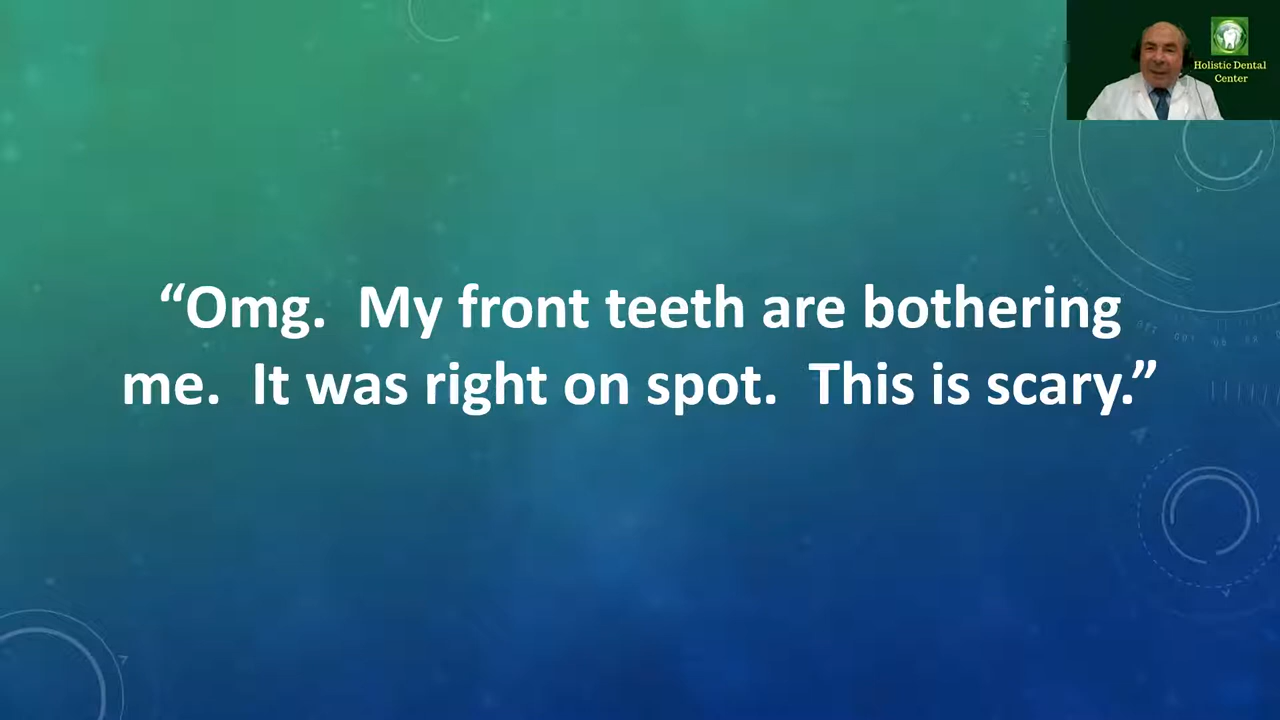 Holistic Dental
Center
“Omg.  My front teeth are bothering
me.  It was right on spot.  This is scary.”